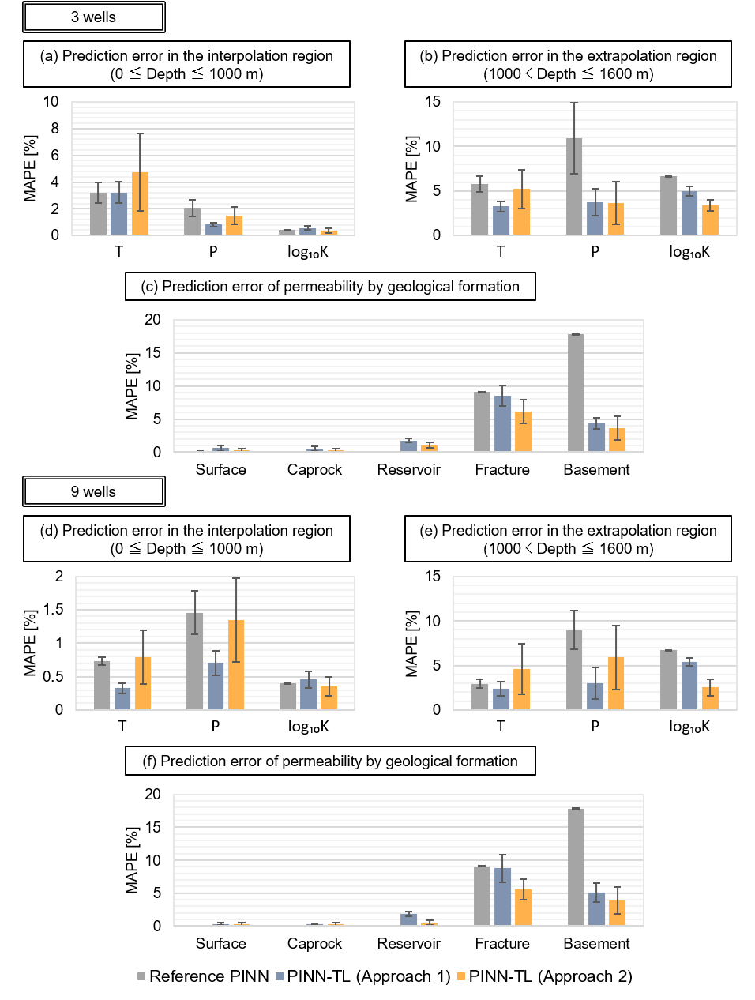 3 wells
(a) Prediction error in the interpolation region
(0 ≦ Depth ≦ 1000 m)
(b) Prediction error in the extrapolation region
(1000 < Depth ≦ 1600 m)
MAPE [%]
10
8
6
4
2
0
T
P
log₁₀K
MAPE [%]
15
10
5
0
T
P
log₁₀K
(c) Prediction error of permeability by geological formation
MAPE [%]
20
15
10
5
0
Surface
Caprock
Reservoir
Fracture
Basement
9 wells
(d) Prediction error in the interpolation region
(0 ≦ Depth ≦ 1000 m)
(e) Prediction error in the extrapolation region
(1000 < Depth ≦ 1600 m)
MAPE [%]
2
1.5
1
0.5
0
T
P
log₁₀K
MAPE [%]
15
10
5
0
T
P
log₁₀K
(f) Prediction error of permeability by geological formation
MAPE [%]
20
15
10
5
0
Surface
Caprock
Reservoir
Fracture
Basement
Reference PINN
PINN-TL (Approach 1)
PINN-TL (Approach 2)